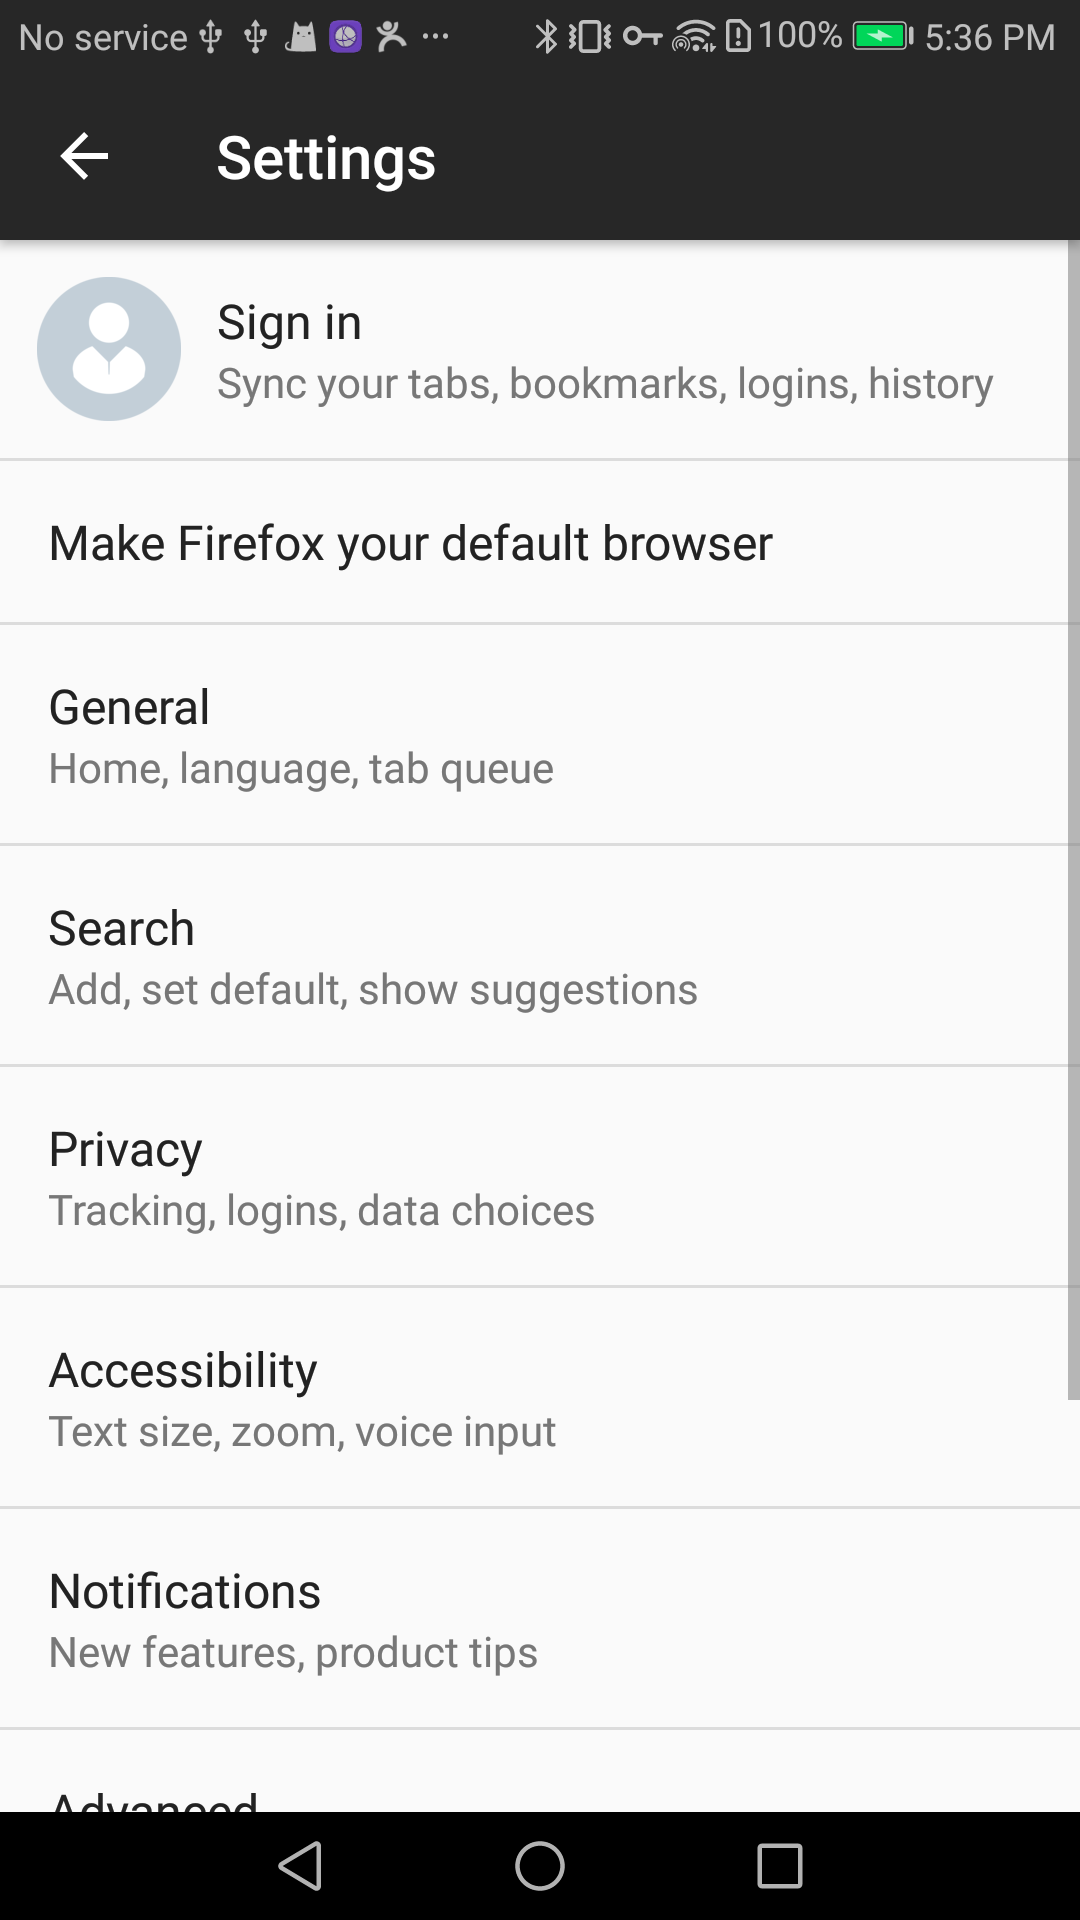 No service 100% 5:36 PM
Settings
Sign in
Sync your tabs, bookmarks, logins, history
Make Firefox your default browser
General
Home, language, tab queue
Search
Add, set default, show suggestions
Privacy
Tracking, logins, data choices
Accessibility
Text size, zoom, voice input
Notifications
New features, product tips
Advanced